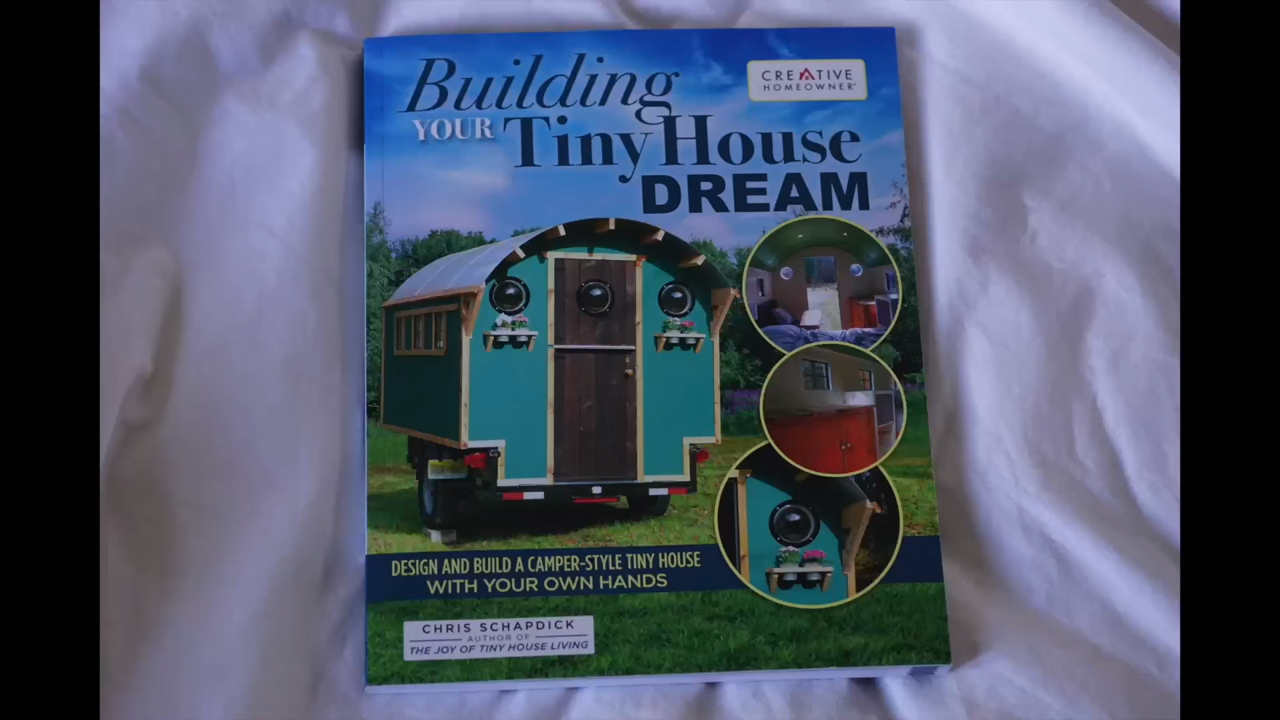 Building
YOUR Tiny House
DREAM
CREATIVE
HOMEOWNER®
DESIGN AND BUILD A CAMPER-STYLE TINY HOUSE
WITH YOUR OWN HANDS
CHRIS SCHAPDICK
AUTHOR OF
THE JOY OF TINY HOUSE LIVING